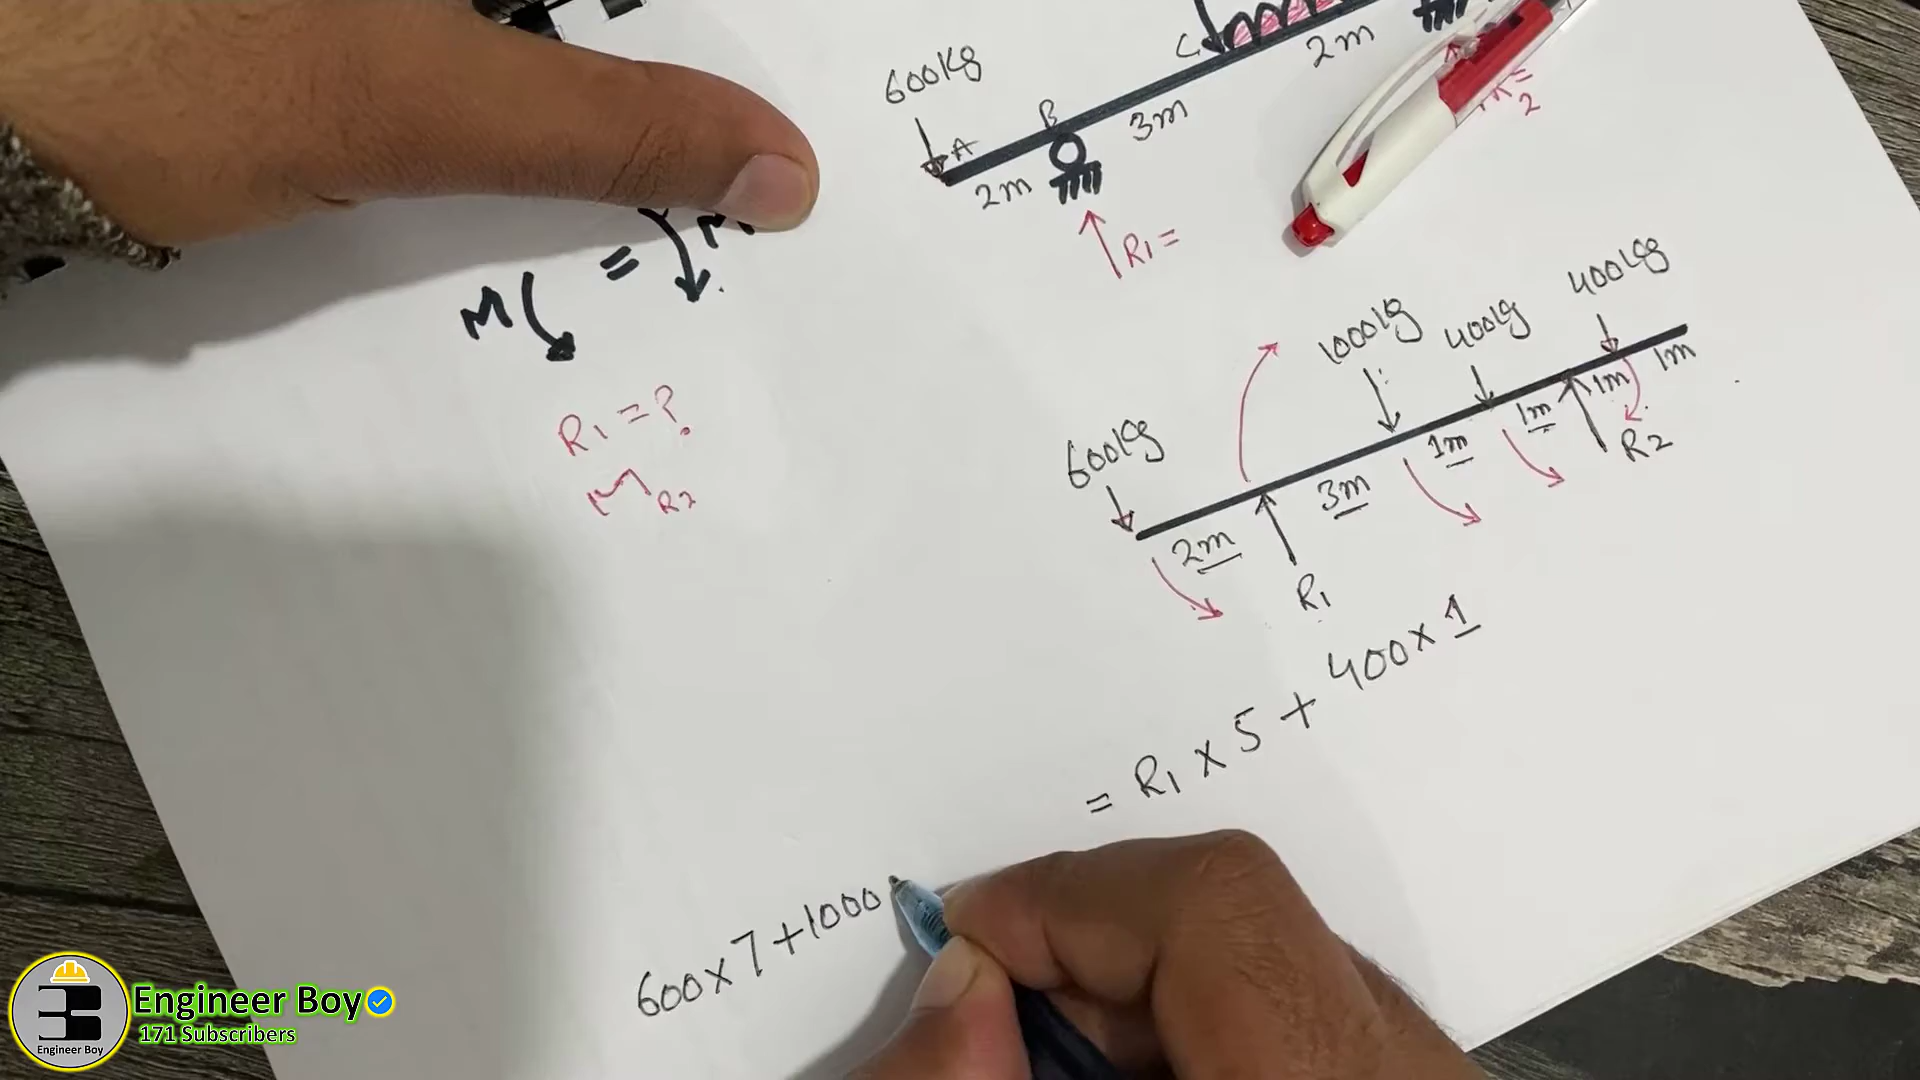 600Kg
A
B
C
2m
3m
2m
R1=
2
M = M
R1=?
M R2
600Kg
1000Kg
400Kg
400Kg
2m
3m
1m
1m
1m
1m
R1
R2
= R1 × 5 + 400 × 1
600×7+1000
Engineer Boy
171 Subscribers
Engineer Boy